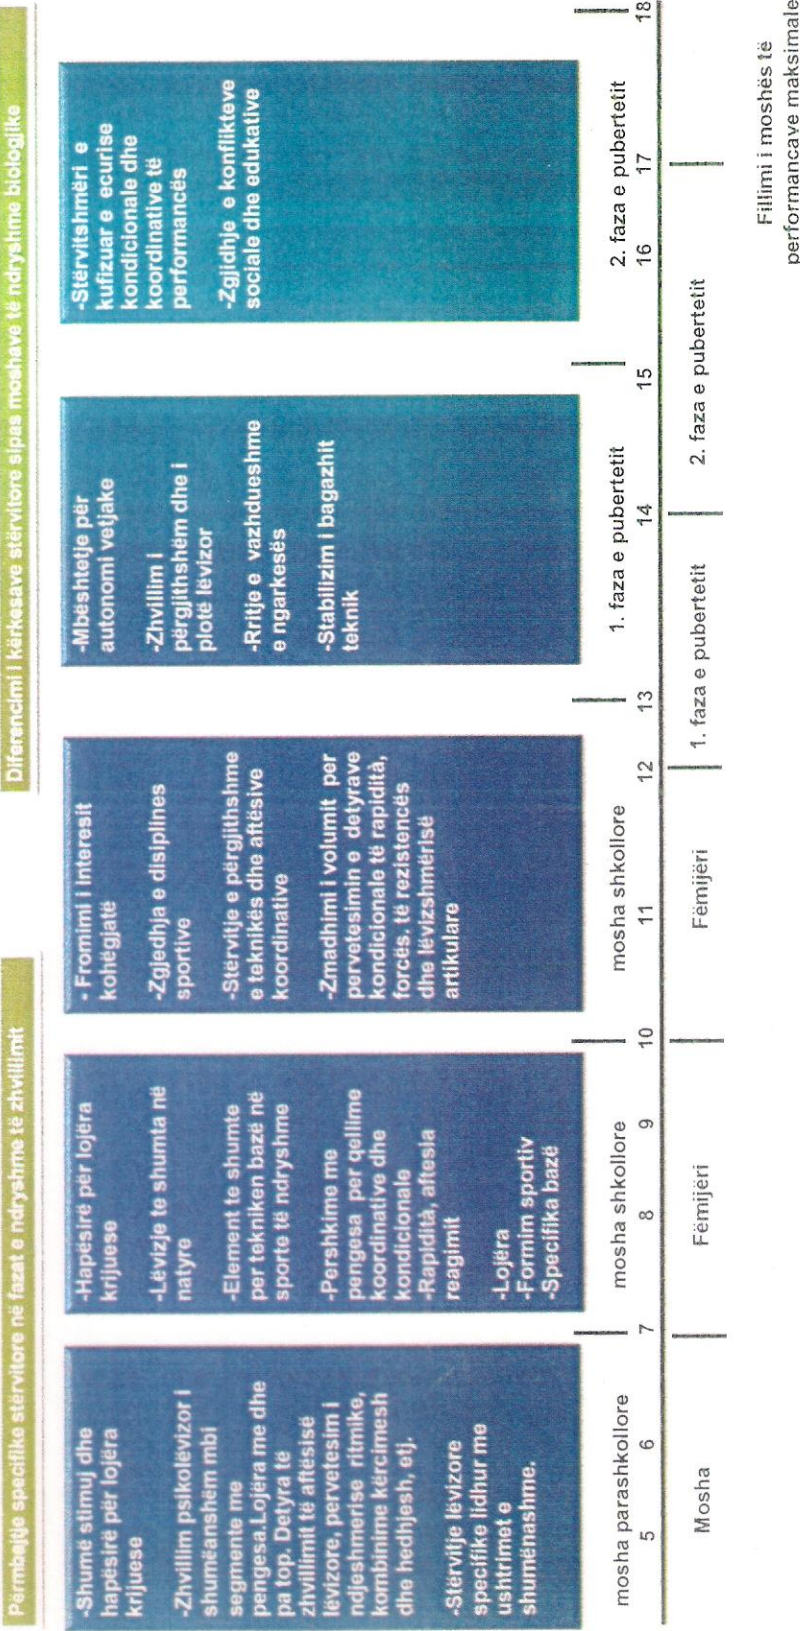 Përmbajtje specifike stërvitore në fazat e ndryshme të zhvillimit
Diferencimi i kërkesave stërvitore sipas moshave të ndryshme biologjike
-Shumë stimuj dhe
hapësirë për lojëra
krijuese
-Zhvillim psikolëvizor i
shumëanshëm mbi
segmente me
pengesa.Lojëra me dhe
pa top. Detyra të
zhvillimit të aftësisë
lëvizore, pervetesim i
ndjeshmerise ritmike,
kombinime kërcimesh
dhe hedhjesh, etj.
-Stërvitje lëvizore
specifike lidhur me
ushtrimet e
shumënashme.
-Hapësirë për lojëra
krijuese
-Lëvizje te shumta në
natyre
-Element te shumte
per tekniken bazë në
sporte të ndryshme
-Pershkime me
pengesa per qellime
koordinative dhe
kondicionale
-Rapidità, aftesia
reagimit
-Lojëra
-Formim sportiv
-Specifika bazë
- Fromimi i interesit
kohëgjatë
-Zgjedhja e disiplines
sportive
-Stërvitje e përgjithshme
e teknikës dhe aftësive
koordinative
-Zmadhimi i volumit per
pervetesimin e detyrave
kondicionale të rapidità,
forcës. të rezistencës
dhe lëvizshmërisë
artikulare
-Mbështetje për
autonomi vetjake
-Zhvillim i
përgjithshëm dhe i
plotë lëvizor
-Rritje e vazhdueshme
e ngarkesës
-Stabilizim i bagazhit
teknik
-Stërvitshmëri e
kufizuar e ecurise
kondicionale dhe
koordinative të
performancës
-Zgjidhje e konflikteve
sociale dhe edukative
mosha parashkollore
mosha shkollore
mosha shkollore
1. faza e pubertetit
2. faza e pubertetit
5 6 7 8 9 10 11 12 13 14 15 16 17 18
Mosha
Fëmijëri
Fëmijëri
1. faza e pubertetit
2. faza e pubertetit
Fillimi i moshës të
performancave maksimale